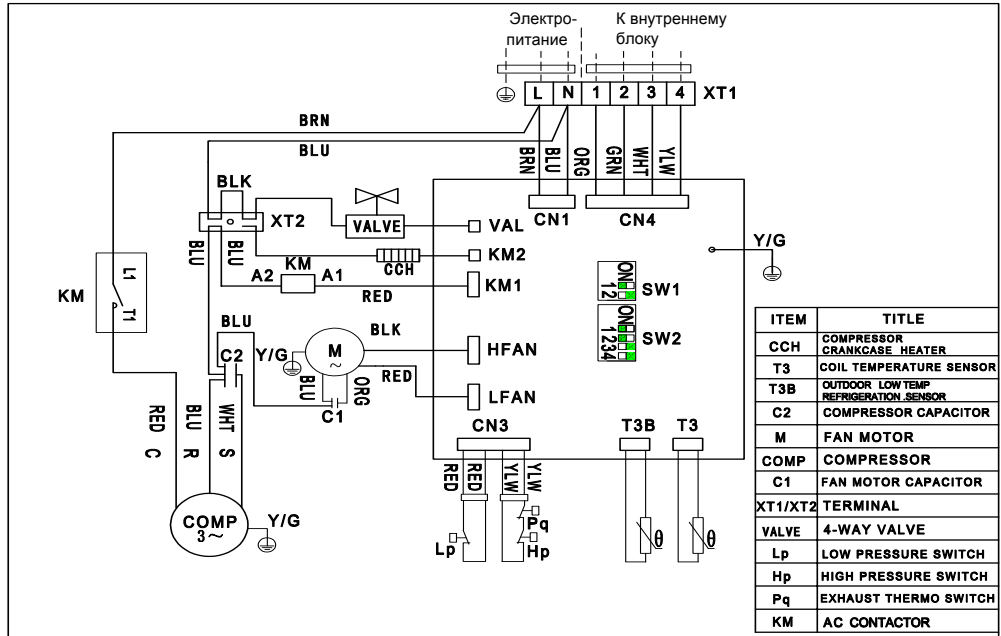 Электро-
питание
К внутреннему
блоку
L N 1 2 3 4 XT1
BRN
BLU
BRN
BLU
ORG
GRN
WHT
YLW
BLK
XT2
VALVE
VAL
CN1
CN4
Y/G
BLU
BLU
CCH
KM2
KM
A2
A1
RED
KM1
L1
T1
KM
ON
12
SW1
ON
1234
SW2
BLU
C2
Y/G
M
~
BLK
HFAN
RED
LFAN
BLU
ORG
C1
CN3
T3B
T3
RED C
BLU R
WHT S
RED
RED
YLW
YLW
COMP
3~
Y/G
Lp
Pq
Hp
θ
θ
ITEM TITLE
CCH COMPRESSOR
CRANKCASE HEATER
T3 COIL TEMPERATURE SENSOR
T3B OUTDOOR LOW TEMP
REFRIGERATION .SENSOR
C2 COMPRESSOR CAPACITOR
M FAN MOTOR
COMP COMPRESSOR
C1 FAN MOTOR CAPACITOR
XT1/XT2 TERMINAL
VALVE 4-WAY VALVE
Lp LOW PRESSURE SWITCH
Hp HIGH PRESSURE SWITCH
Pq EXHAUST THERMO SWITCH
KM AC CONTACTOR